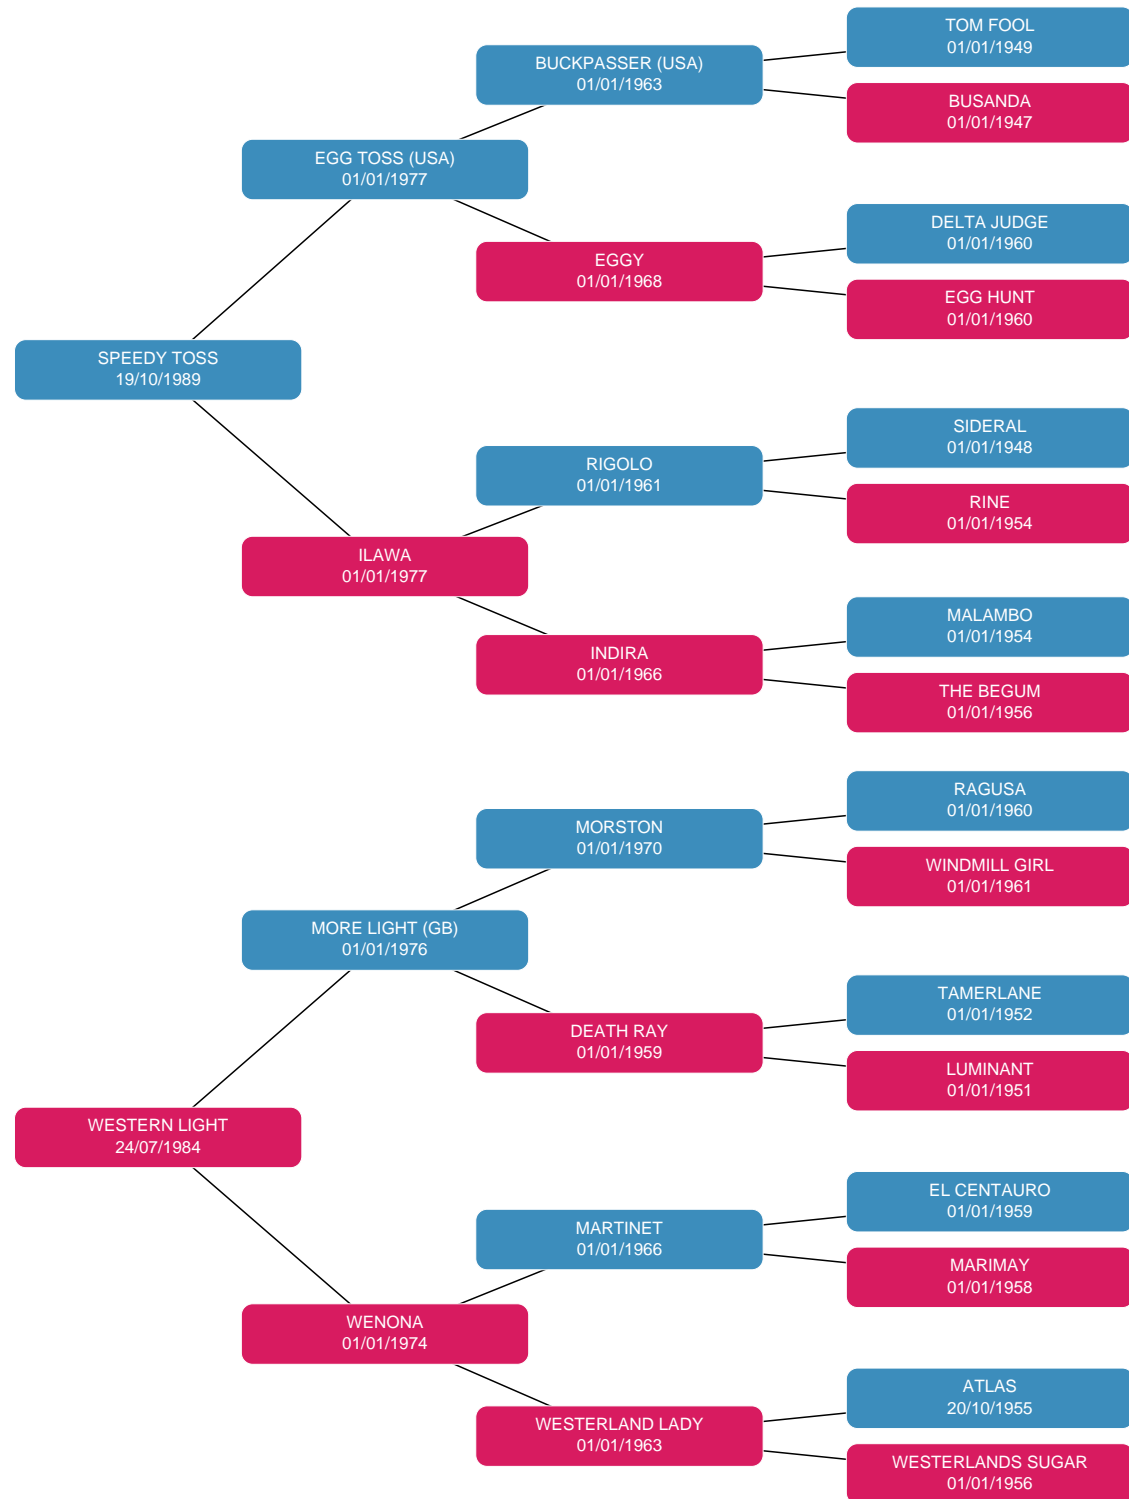 TOM FOOL
01/01/1949
BUCKPASSER (USA)
01/01/1963
BUSANDA
01/01/1947
EGG TOSS (USA)
01/01/1977
DELTA JUDGE
01/01/1960
EGGY
01/01/1968
EGG HUNT
01/01/1960
SPEEDY TOSS
19/10/1989
SIDERAL
01/01/1948
RIGOLO
01/01/1961
RINE
01/01/1954
ILAWA
01/01/1977
MALAMBO
01/01/1954
INDIRA
01/01/1966
THE BEGUM
01/01/1956
RAGUSA
01/01/1960
MORSTON
01/01/1970
WINDMILL GIRL
01/01/1961
MORE LIGHT (GB)
01/01/1976
TAMERLANE
01/01/1952
DEATH RAY
01/01/1959
LUMINANT
01/01/1951
WESTERN LIGHT
24/07/1984
EL CENTAURO
01/01/1959
MARTINET
01/01/1966
MARIMAY
01/01/1958
WENONA
01/01/1974
ATLAS
20/10/1955
WESTERLAND LADY
01/01/1963
WESTERLANDS SUGAR
01/01/1956